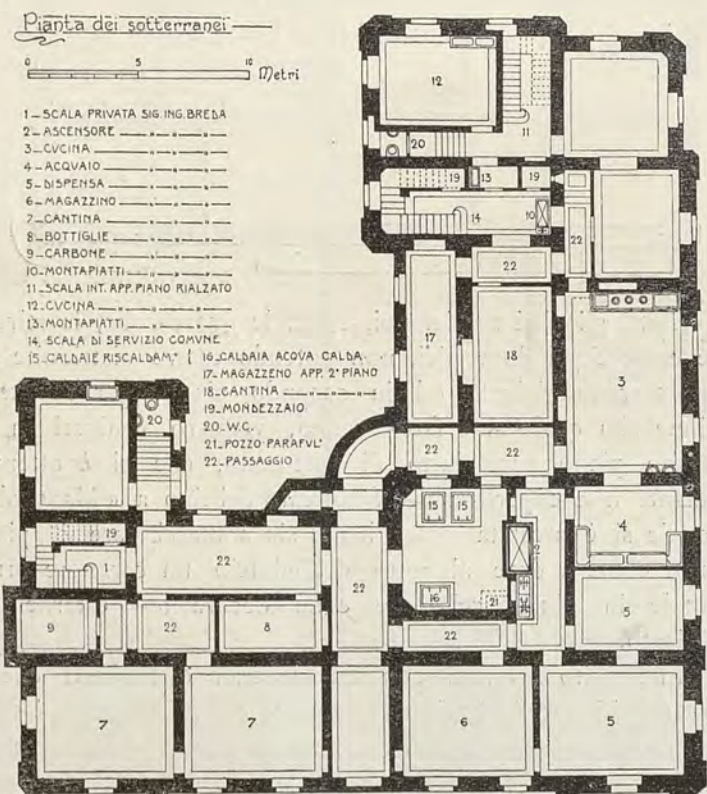 Pianta dei sotterranei
0 5 10 Metri
1_SCALA PRIVATA SIG. ING. BREDA
2_ASCENSORE " " " "
3_CVCINA " " " "
4_ACQVAIO " " " "
5_DISPENSA " " " "
6_MAGAZZINO " " " "
7_CANTINA " " " "
8_BOTTIGLIE " " " "
9_CARBONE " " " "
10_MONTAPIATTI " " " "
11_SCALA INT. APP. PIANO RIALZATO
12_CVCINA " " " "
13_MONTAPIATTI " " " "
14_SCALA DI SERVIZIO COMVNE
15_CALDAIE RISCALDAM.° { 16_CALDAIA ACQVA CALDA
17_MAGAZZENO APP. 2° PIANO
18_CANTINA " " " "
19_MONDEZZAIO
20_W.C.
21_POZZO PARAFVL'
22_PASSAGGIO
12
11
20
19 13 19
14 10
22
22
17
18
3
20
22
22
15 15
2
4
19
1
22
22
16
21
5
9
22
8
22
7
7
6
5